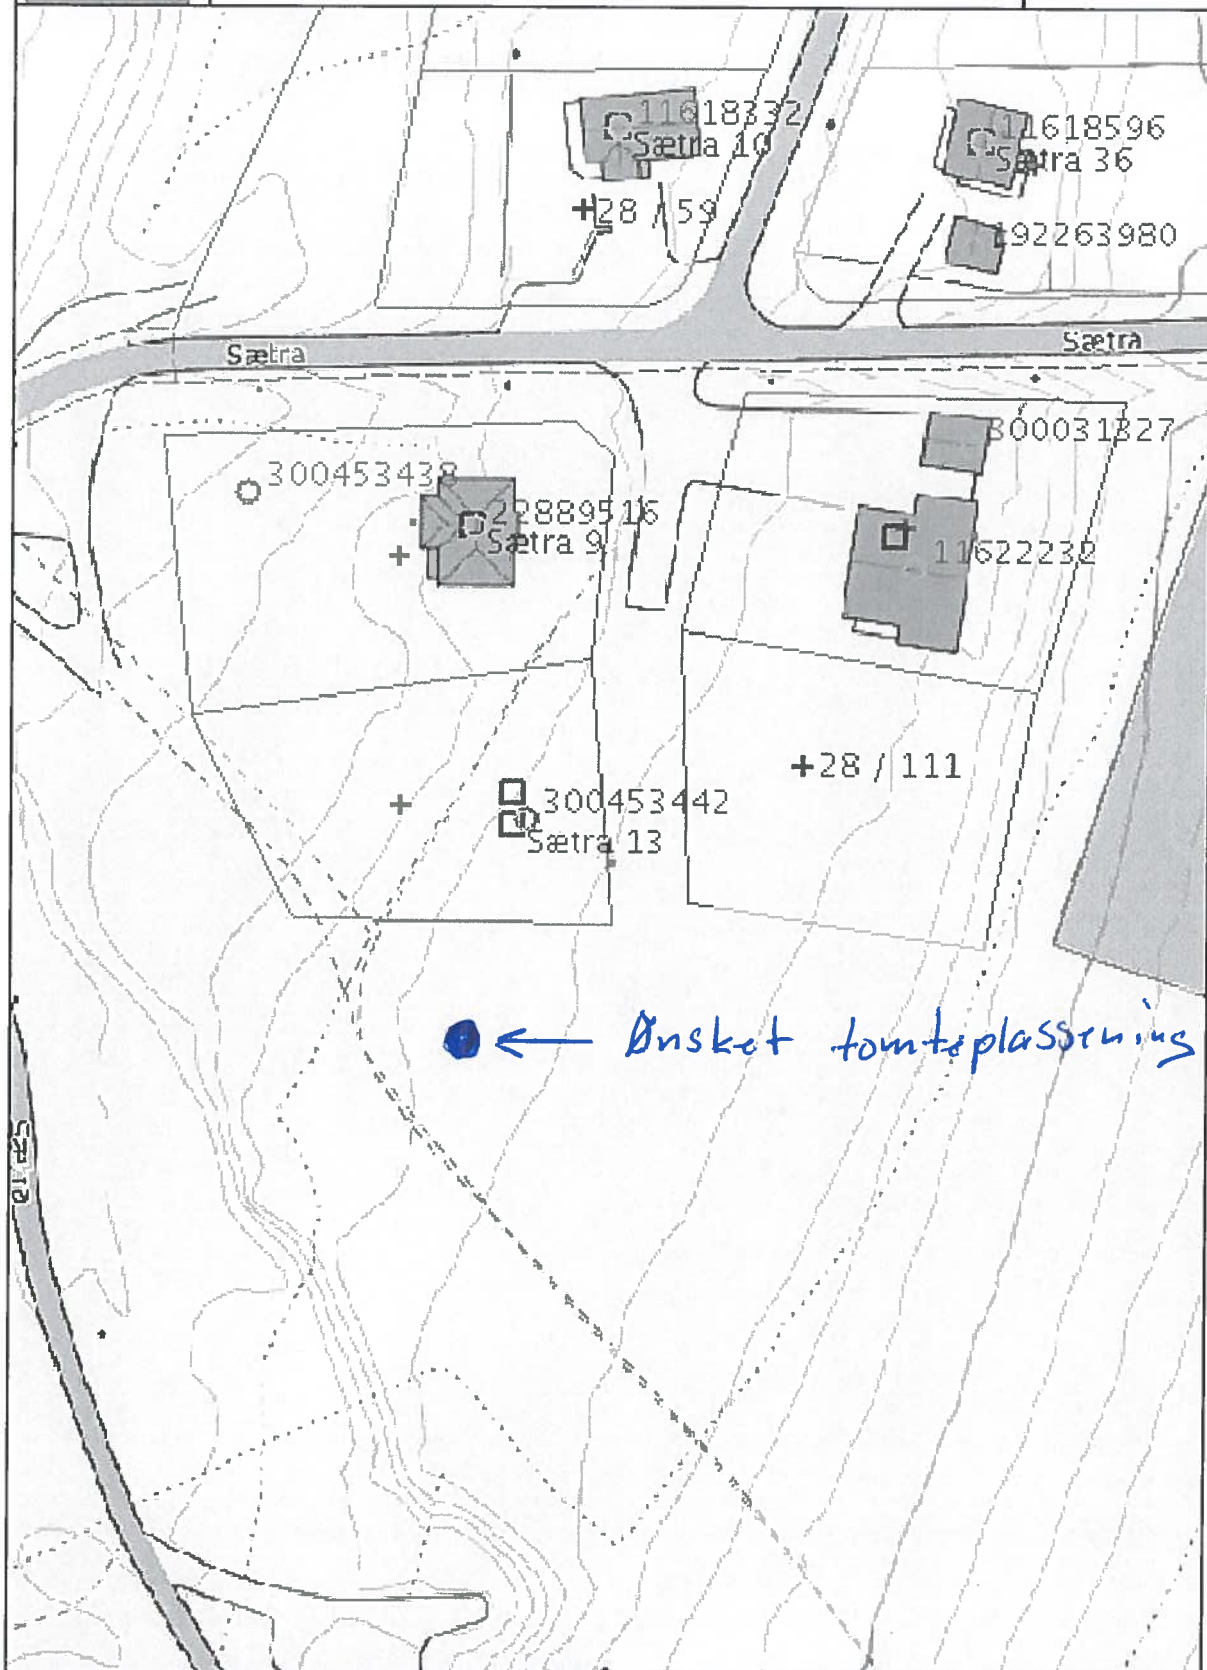 11618332
Sætra 10
11618596
Sætra 36
+28 / 59
192263980
Sætra
Sætra
300031327
300453438
22889516
Sætra 9
11622232
+28 / 111
300453442
Sætra 13
Ønsket tomteplassering